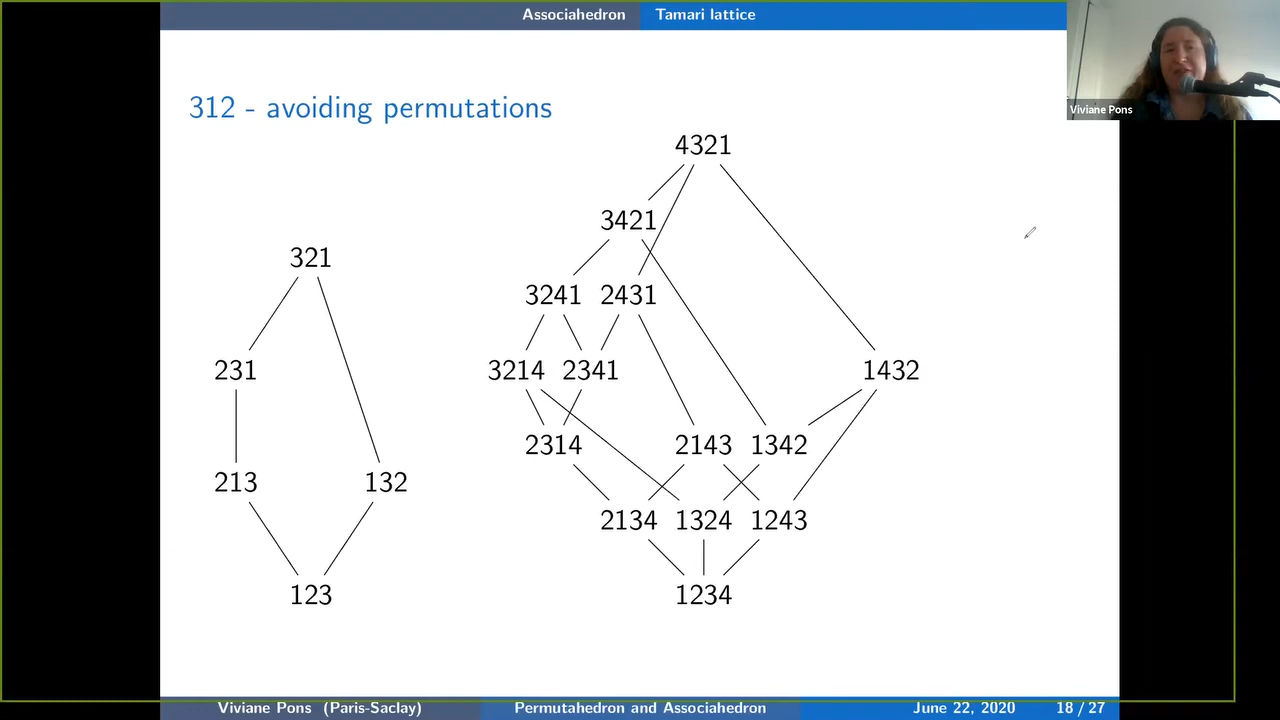 Associahedron Tamari lattice
Viviane Pons
312 - avoiding permutations
4321
3421
321
3241 2431
231
3214 2341 1432
2314 2143 1342
213 132
2134 1324 1243
123
1234
Viviane Pons (Paris-Saclay) Permutahedron and Associahedron June 22, 2020 18 / 27